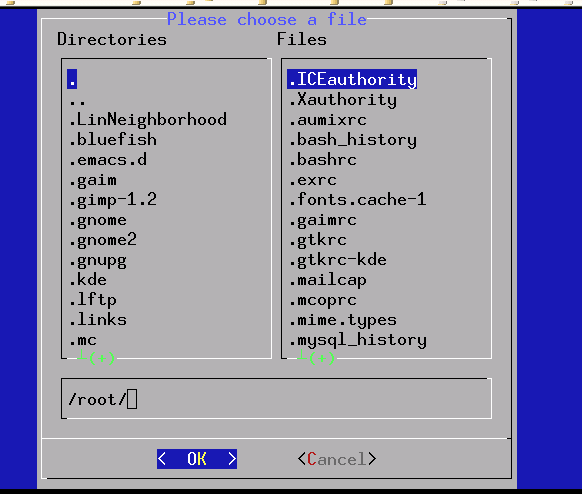 Please choose a file
Directories
Files
.
..
.LinNeighborhood
.bluefish
.emacs.d
.gaim
.gimp-1.2
.gnome
.gnome2
.gnupg
.kde
.lftp
.links
.mc
-(+)
.ICEauthority
.Xauthority
.aumixrc
.bash_history
.bashrc
.exrc
.fonts.cache-1
.gaimrc
.gtkrc
.gtkrc-kde
.mailcap
.mcoprc
.mime.types
.mysql_history
-(+)
/root/
< OK >
<Cancel>